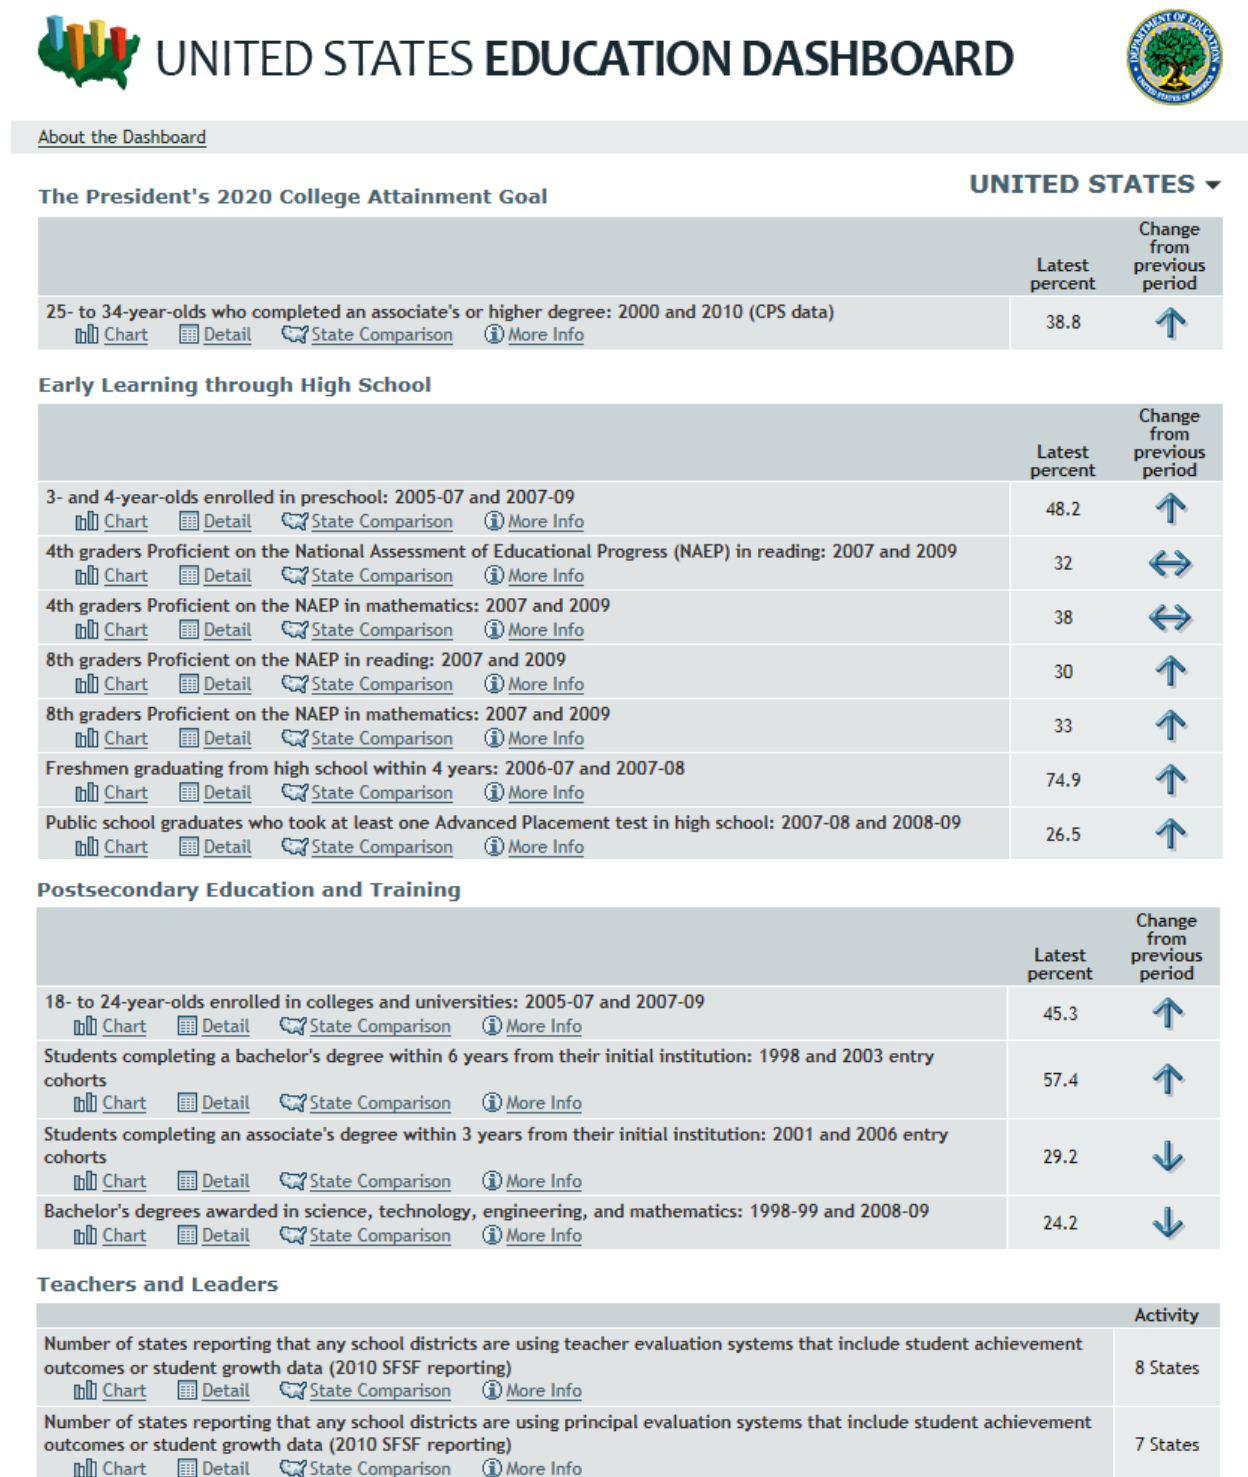 UNITED STATES EDUCATION DASHBOARD
DEPARTMENT OF EDUCATION
UNITED STATES OF AMERICA
About the Dashboard
The President's 2020 College Attainment Goal
UNITED STATES
Latest percent
Change from previous period
25- to 34-year-olds who completed an associate's or higher degree: 2000 and 2010 (CPS data)
Chart Detail State Comparison More Info
38.8
Early Learning through High School
Latest percent
Change from previous period
3- and 4-year-olds enrolled in preschool: 2005-07 and 2007-09
Chart Detail State Comparison More Info
48.2
4th graders Proficient on the National Assessment of Educational Progress (NAEP) in reading: 2007 and 2009
Chart Detail State Comparison More Info
32
4th graders Proficient on the NAEP in mathematics: 2007 and 2009
Chart Detail State Comparison More Info
38
8th graders Proficient on the NAEP in reading: 2007 and 2009
Chart Detail State Comparison More Info
30
8th graders Proficient on the NAEP in mathematics: 2007 and 2009
Chart Detail State Comparison More Info
33
Freshmen graduating from high school within 4 years: 2006-07 and 2007-08
Chart Detail State Comparison More Info
74.9
Public school graduates who took at least one Advanced Placement test in high school: 2007-08 and 2008-09
Chart Detail State Comparison More Info
26.5
Postsecondary Education and Training
Latest percent
Change from previous period
18- to 24-year-olds enrolled in colleges and universities: 2005-07 and 2007-09
Chart Detail State Comparison More Info
45.3
Students completing a bachelor's degree within 6 years from their initial institution: 1998 and 2003 entry
cohorts
Chart Detail State Comparison More Info
57.4
Students completing an associate's degree within 3 years from their initial institution: 2001 and 2006 entry
cohorts
Chart Detail State Comparison More Info
29.2
Bachelor's degrees awarded in science, technology, engineering, and mathematics: 1998-99 and 2008-09
Chart Detail State Comparison More Info
24.2
Teachers and Leaders
Activity
Number of states reporting that any school districts are using teacher evaluation systems that include student achievement
outcomes or student growth data (2010 SFSF reporting)
Chart Detail State Comparison More Info
8 States
Number of states reporting that any school districts are using principal evaluation systems that include student achievement
outcomes or student growth data (2010 SFSF reporting)
Chart Detail State Comparison More Info
7 States